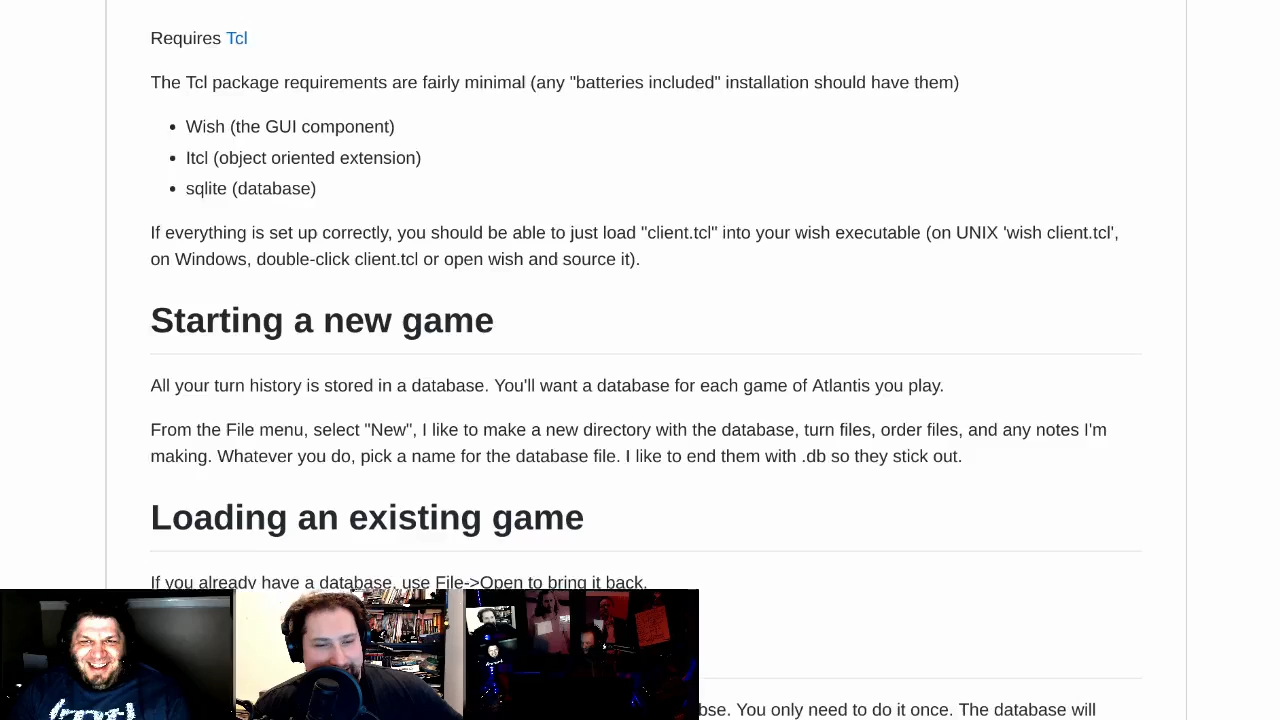 Requires Tcl
The Tcl package requirements are fairly minimal (any "batteries included" installation should have them)
• Wish (the GUI component)
• Itcl (object oriented extension)
• sqlite (database)
If everything is set up correctly, you should be able to just load "client.tcl" into your wish executable (on UNIX 'wish client.tcl',
on Windows, double-click client.tcl or open wish and source it).
Starting a new game
All your turn history is stored in a database. You'll want a database for each game of Atlantis you play.
From the File menu, select "New", I like to make a new directory with the database, turn files, order files, and any notes I'm
making. Whatever you do, pick a name for the database file. I like to end them with .db so they stick out.
Loading an existing game
If you already have a database, use File->Open to bring it back.
You only need to do it once. The database will